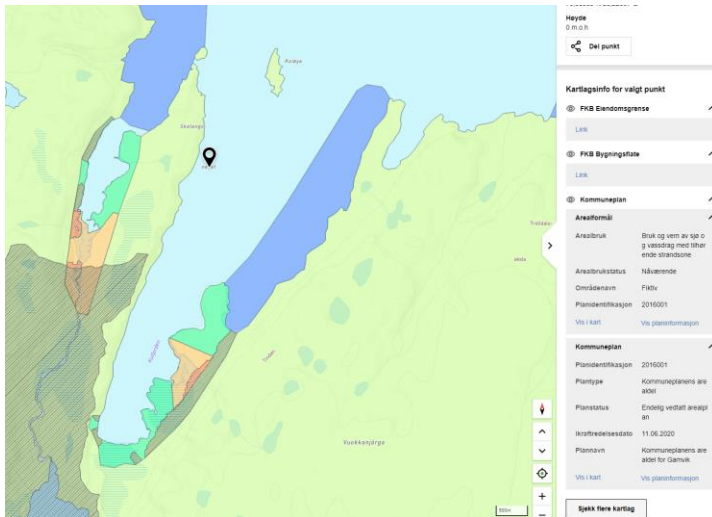 Høyde
0 m o h
Del punkt
Kartlagsinfo for valgt punkt
FKB Eiendomsgrense
Link
FKB Bygningsflate
Link
Kommuneplan
Arealformål
Arealbruk
Bruk og vern av sjø o
g vassdrag med tilhør
ende strandsone
Arealbrukstatus
Nåværende
Områdenavn
Fiktiv
Planidentifikasjon
2016001
Vis i kart
Vis planinformasjon
Kommuneplan
Planidentifikasjon
2016001
Plantype
Kommuneplanens are
aldel
Planstatus
Endelig vedtatt arealpl
an
Ikrafttredelsesdato
11.06.2020
Plannavn
Kommuneplanens are
aldel for Gamvik
Vis i kart
Vis planinformasjon
Sjekk flere kartlag
Vuokkanjárga
500m